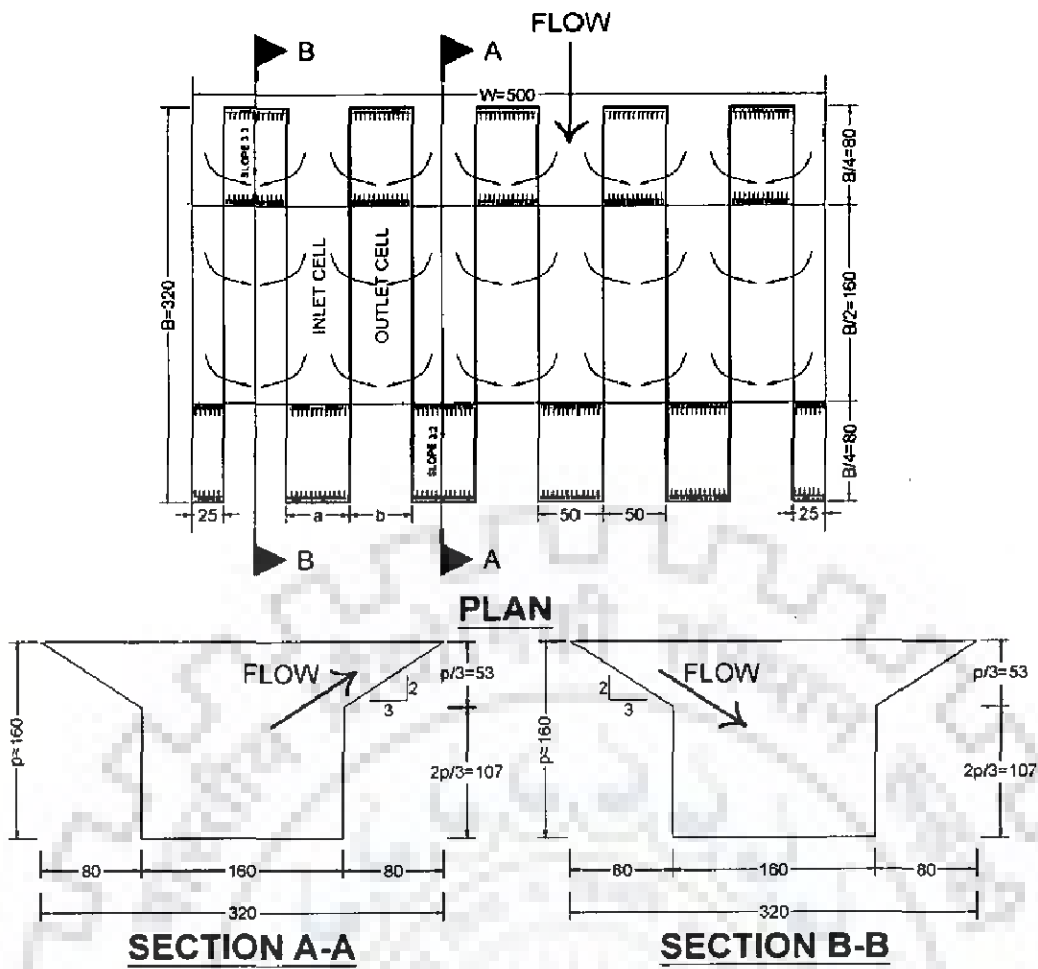 FLOW
B
A
W=500
SLOPE 3:2
B/4=80
B=320
INLET CELL
OUTLET CELL
B/2=160
SLOPE 3:2
B/4=80
25
a
b
50
50
25
B
A
PLAN
p=160
FLOW
2
3
p/3=53
2p/3=107
80
160
80
320
SECTION A-A
p=160
FLOW
2
3
p/3=53
2p/3=107
80
160
80
320
SECTION B-B